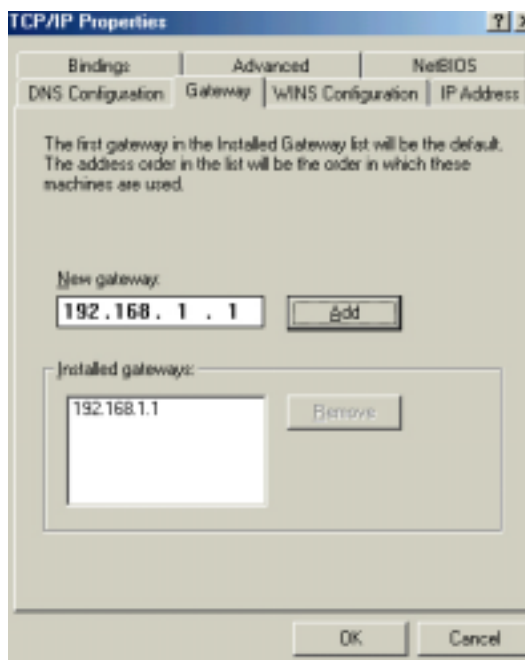 TCP/IP Properties
Bindings Advanced NetBIOS
DNS Configuration Gateway WINS Configuration IP Address
The first gateway in the Installed Gateway list will be the default.
The address order in the list will be the order in which these
machines are used.
New gateway:
192.168. 1 . 1 Add
Installed gateways:
192.168.1.1 Remove
OK Cancel